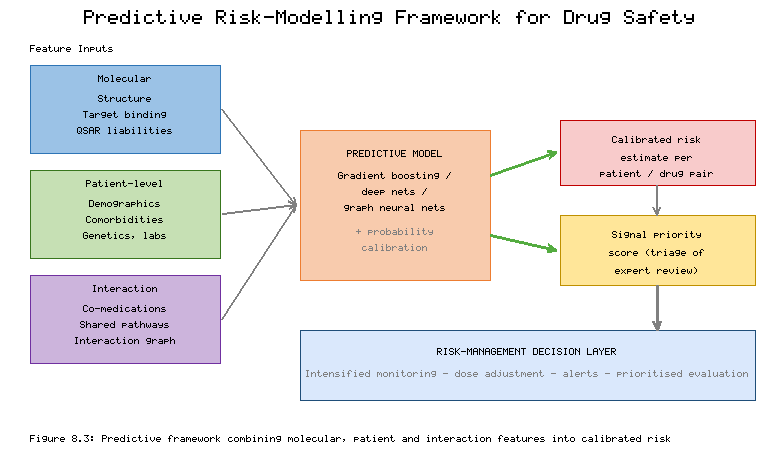 Predictive Risk-Modelling Framework for Drug Safety
Feature Inputs
Molecular
Structure
Target binding
QSAR liabilities
Patient-level
Demographics
Comorbidities
Genetics, labs
Interaction
Co-medications
Shared pathways
Interaction graph
PREDICTIVE MODEL
Gradient boosting /
deep nets /
graph neural nets
+ probability
calibration
Calibrated risk
estimate per
patient / drug pair
Signal priority
score (triage of
expert review)
RISK-MANAGEMENT DECISION LAYER
Intensified monitoring - dose adjustment - alerts - prioritised evaluation
Figure 8.3: Predictive framework combining molecular, patient and interaction features into calibrated risk